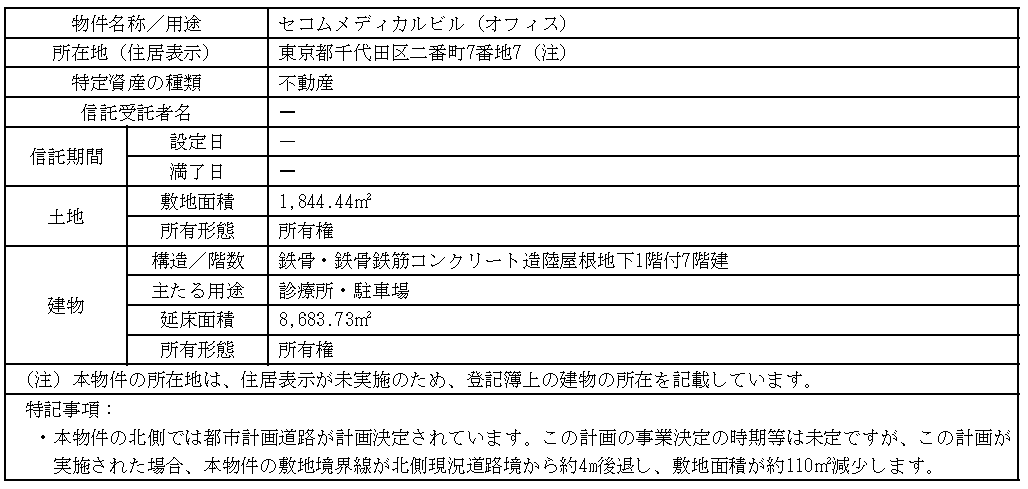 物件名称／用途 セコムメディカルビル（オフィス）
所在地（住居表示） 東京都千代田区二番町7番地7（注）
特定資産の種類 不動産
信託受託者名 －
信託期間 設定日 －
満了日 －
土地 敷地面積 1,844.44㎡
所有形態 所有権
建物 構造／階数 鉄骨・鉄骨鉄筋コンクリート造陸屋根地下1階付7階建
主たる用途 診療所・駐車場
延床面積 8,683.73㎡
所有形態 所有権
（注）本物件の所在地は、住居表示が未実施のため、登記簿上の建物の所在を記載しています。
特記事項：
・本物件の北側では都市計画道路が計画決定されています。この計画の事業決定の時期等は未定ですが、この計画が
実施された場合、本物件の敷地境界線が北側現況道路境から約4m後退し、敷地面積が約110㎡減少します。